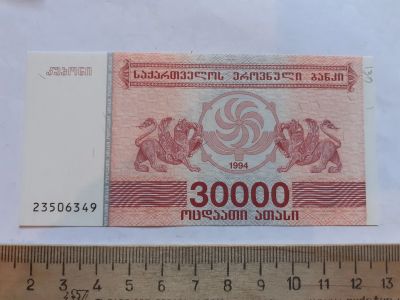 კუპონი
საქართველოს ეროვნული ბანკი
1994
30000
23506349
ოცდაათი ათასი
2 3 4 5 6 7 8 9 10 11 12 13